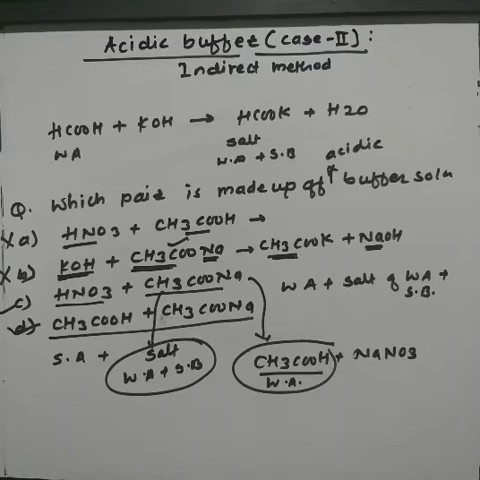 Acidic buffer (case-II) :
Indirect method
HCOOH + KOH → HCOOK + H2O
WA
salt
W.A + S.B
acidic
Q. Which pair is made up of buffer soln
X a) HNO3 + CH3COOH →
X b) KOH + CH3COONa → CH3COOK + NaOH
✓ c) HNO3 + CH3COONa
WA + salt of WA + S.B.
✓ d) CH3COOH + CH3COONa
S.A + salt W.A + S.B
CH3COOH + NaNO3
W.A.